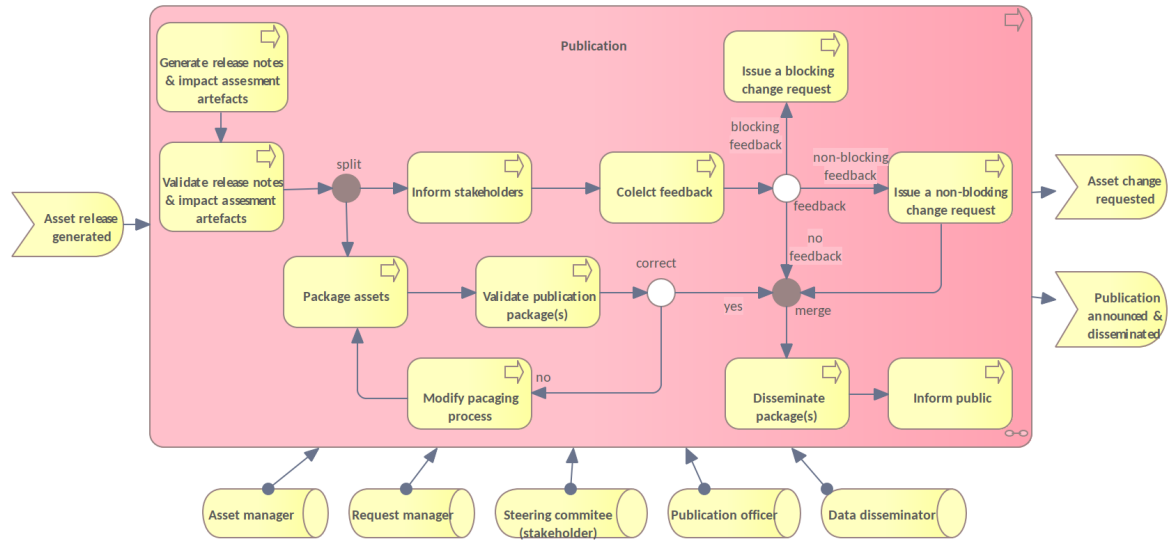 Publication
Generate release notes
& impact assesment
artefacts
Issue a blocking
change request
blocking
feedback
split
non-blocking
feedback
Validate release notes
& impact assesment
artefacts
Inform stakeholders
Colelct feedback
feedback
Issue a non-bloking
change request
Asset release
generated
Asset change
requested
no
feedback
correct
Package assets
Validate publication
package(s)
yes
merge
Publication
announced &
disseminated
no
Modify pacaging
process
Disseminate
package(s)
Inform public
Asset manager
Request manager
Steering commitee
(stakeholder)
Publication officer
Data disseminator